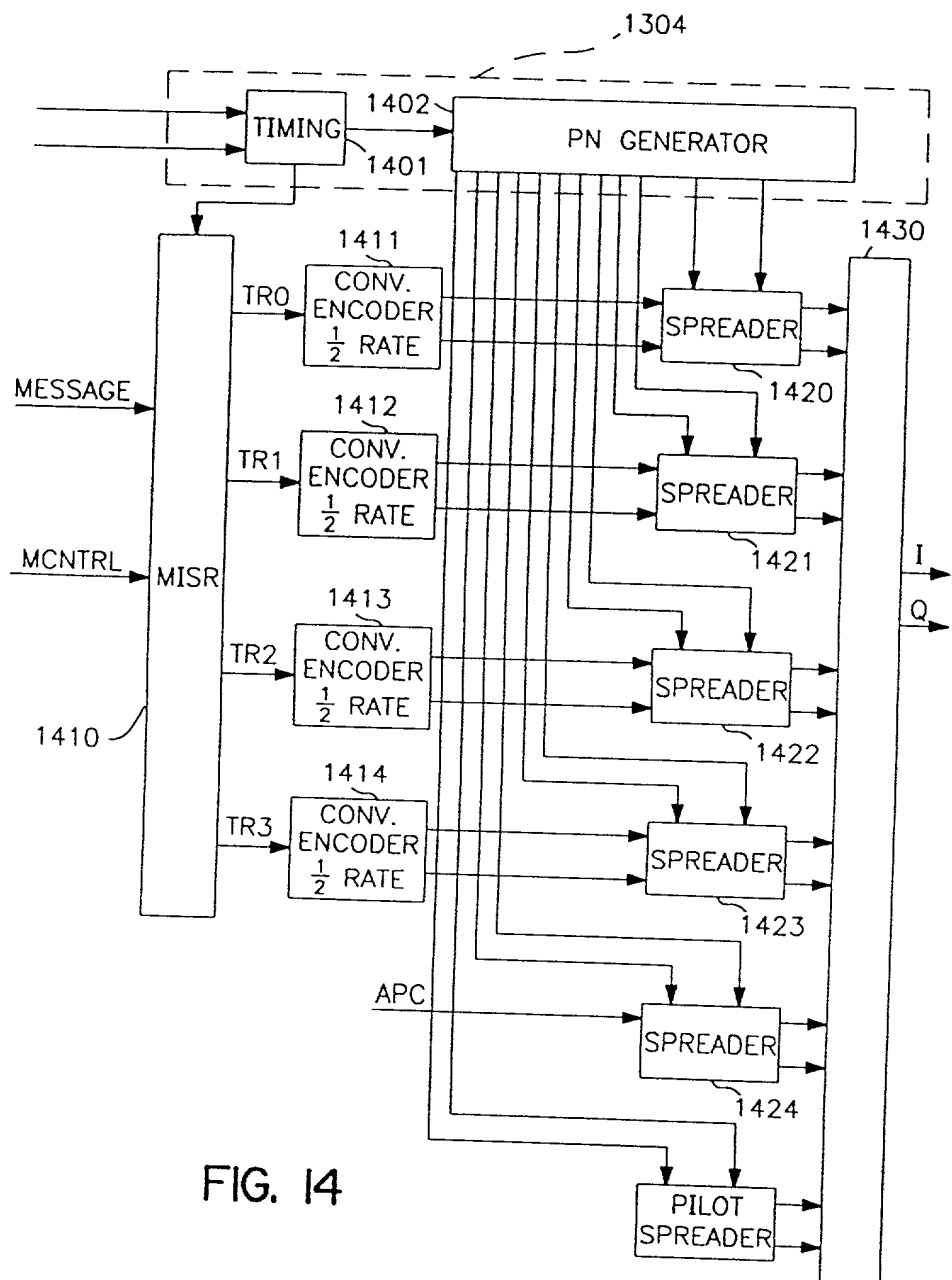 1304
1402
TIMING
PN GENERATOR
1401
1430
1411
TR0
CONV.
ENCODER
1/2 RATE
SPREADER
1420
MESSAGE
1412
TR1
CONV.
ENCODER
1/2 RATE
SPREADER
1421
I
MCNTRL
MISR
Q
1413
TR2
CONV.
ENCODER
1/2 RATE
SPREADER
1422
1410
1414
TR3
CONV.
ENCODER
1/2 RATE
SPREADER
1423
APC
SPREADER
1424
FIG. 14
PILOT
SPREADER